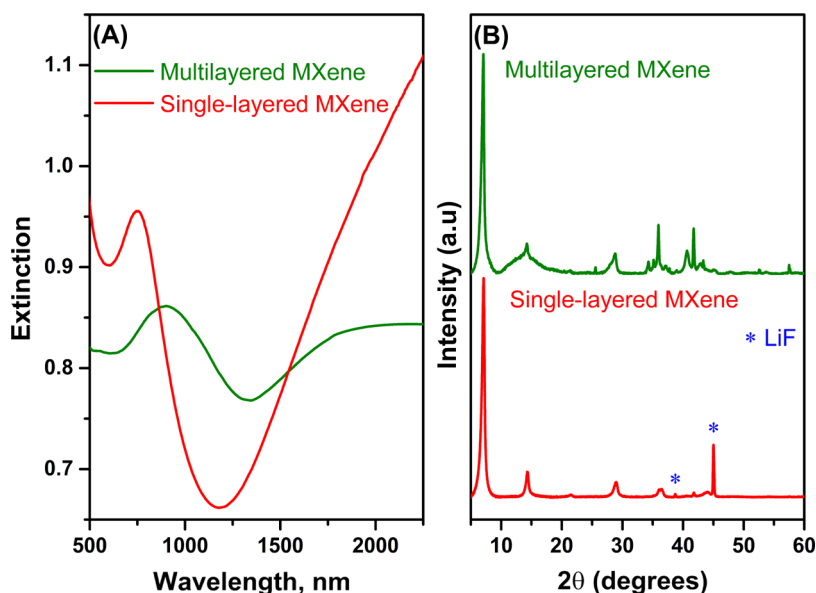 (A)
Multilayered MXene
Single-layered MXene
1.1
1.0
0.9
0.8
0.7
Extinction
500 1000 1500 2000
Wavelength, nm
(B)
Multilayered MXene
Single-layered MXene
* LiF
*
*
Intensity (a.u)
10 20 30 40 50 60
2θ (degrees)